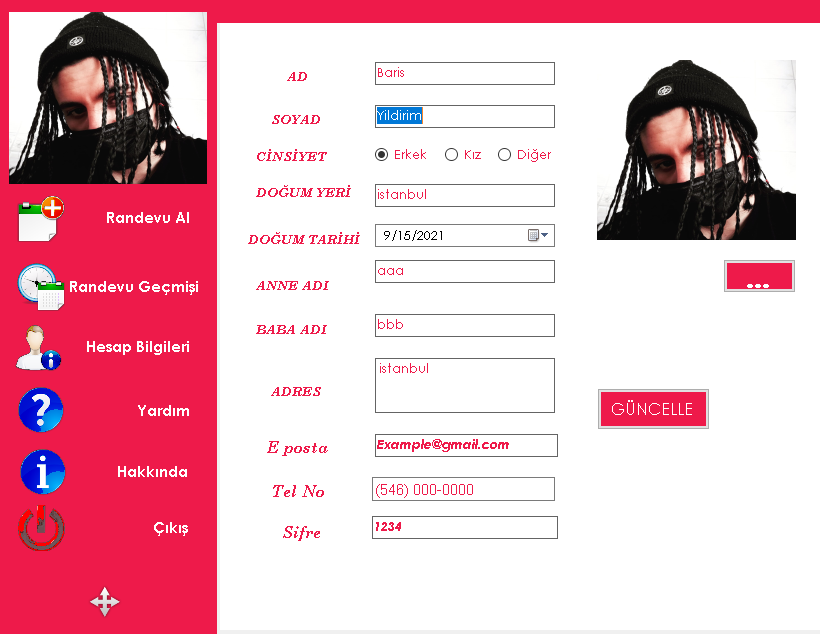 Randevu Al
Randevu Geçmişi
Hesap Bilgileri
Yardım
Hakkında
Çıkış
AD
Baris
SOYAD
Yildirim
CİNSİYET
Erkek
Kız
Diğer
DOĞUM YERİ
istanbul
DOĞUM TARİHİ
9/15/2021
ANNE ADI
aaa
BABA ADI
bbb
ADRES
istanbul
E posta
Example@gmail.com
Tel No
(546) 000-0000
Sifre
1234
...
GÜNCELLE